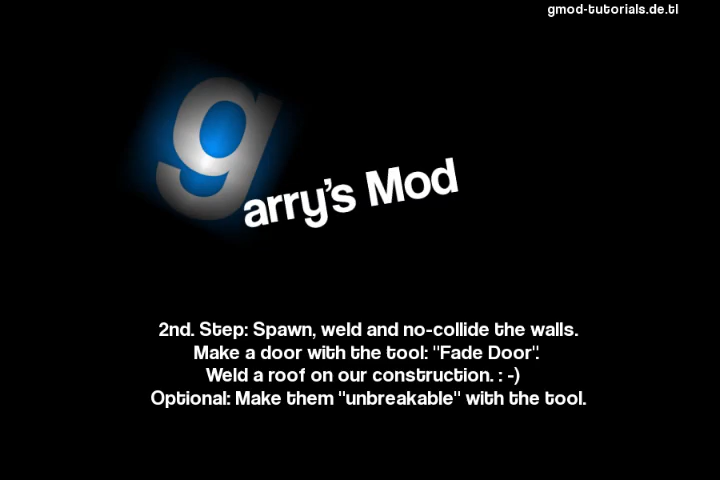 gmod-tutorials.de.tl
garry's Mod
2nd. Step: Spawn, weld and no-collide the walls.
Make a door with the tool: "Fade Door".
Weld a roof on our construction. : -)
Optional: Make them "unbreakable" with the tool.